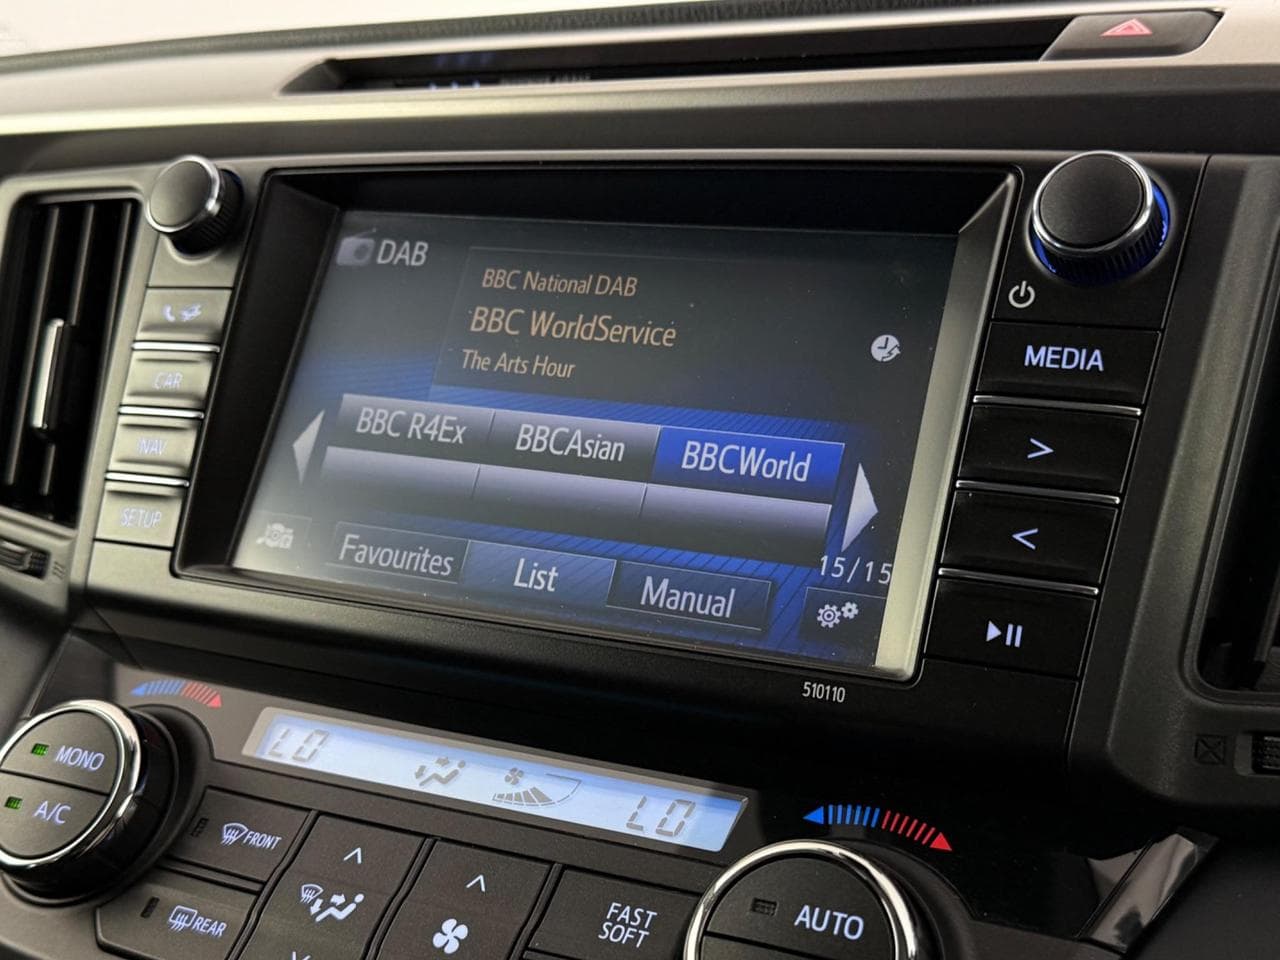 DAB
BBC National DAB
BBC WorldService
The Arts Hour
BBC R4Ex
BBCAsian
BBCWorld
15/15
Favourites
List
Manual
CAR
NAV
SETUP
MEDIA
>
<
510110
LO
LO
MONO
A/C
FRONT
REAR
FAST
SOFT
AUTO